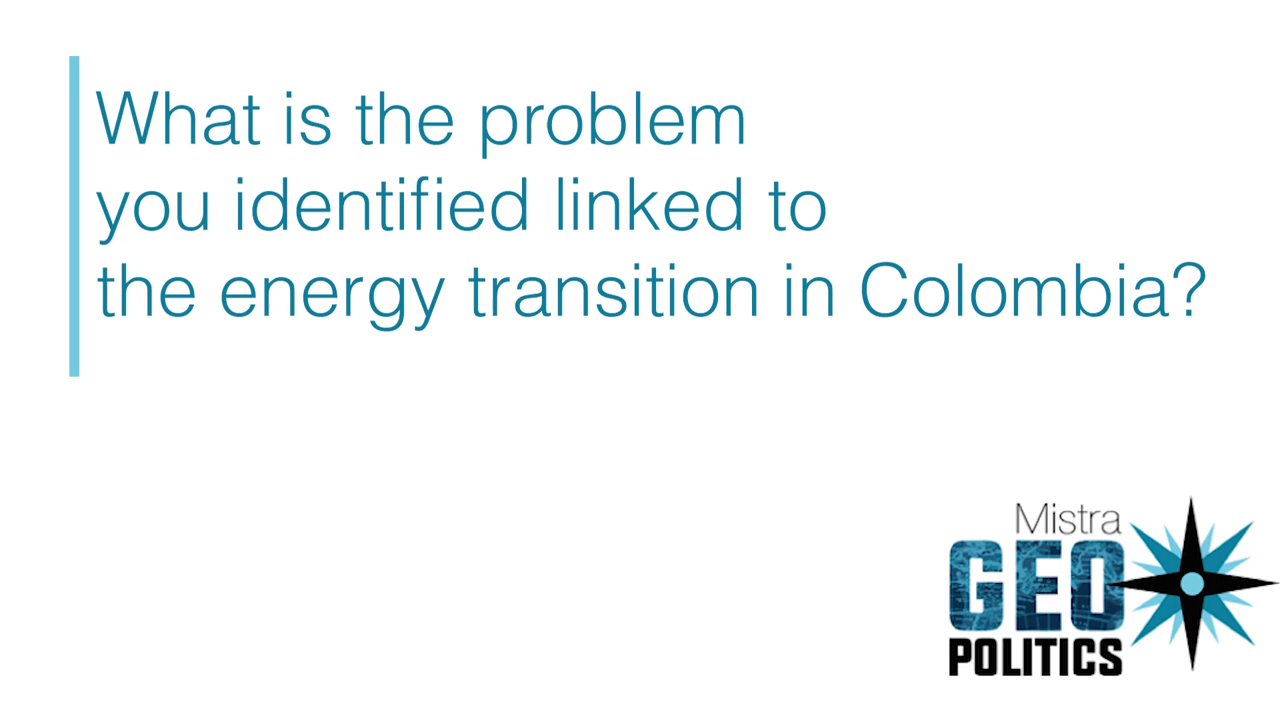 What is the problem
you identified linked to
the energy transition in Colombia?
Mistra
GEO
POLITICS